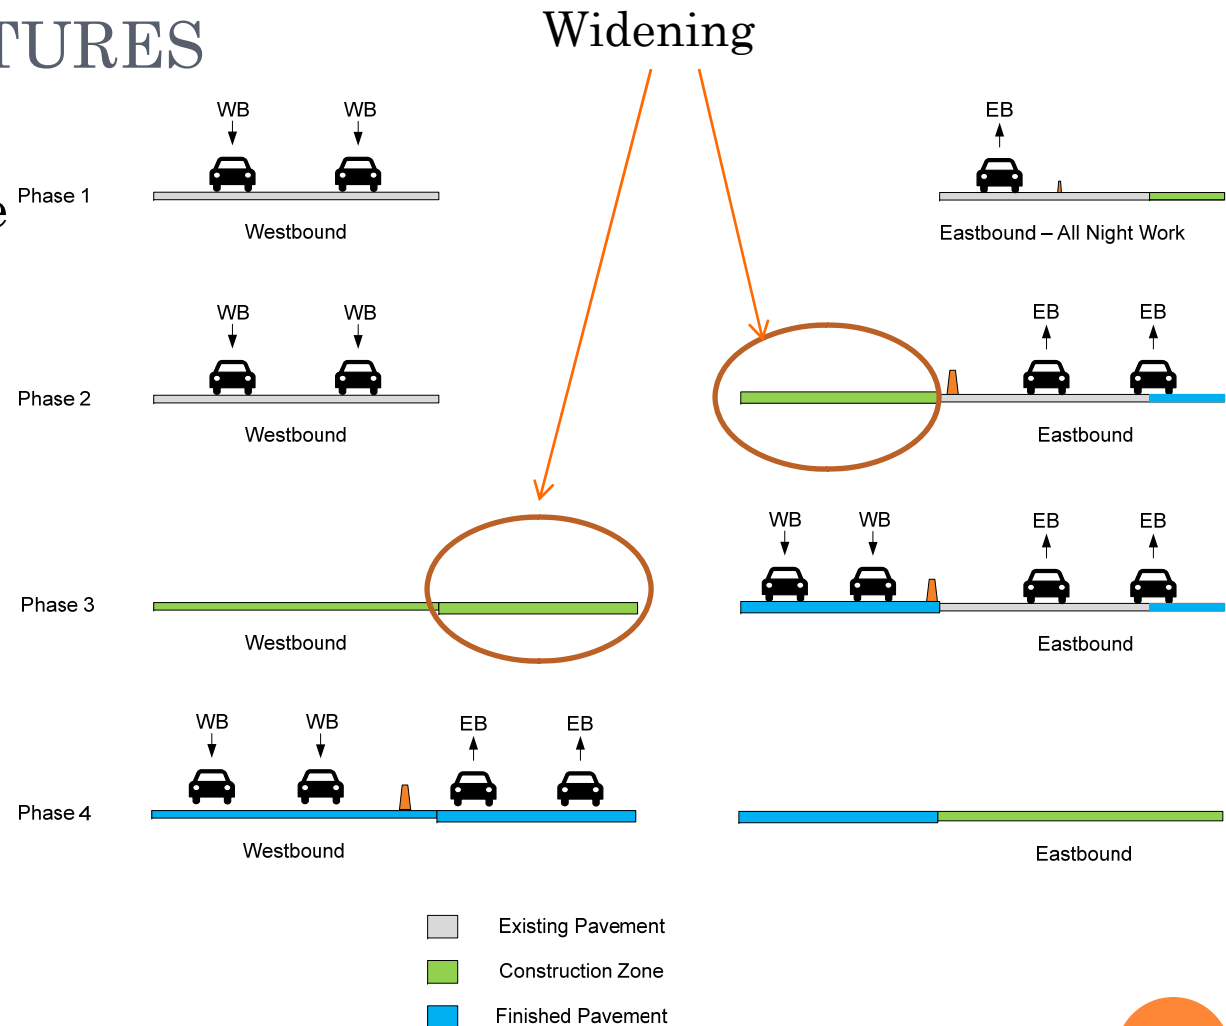 TURES
Widening
WB
WB
EB
Phase 1
e
Westbound
Eastbound – All Night Work
WB
WB
EB
EB
Phase 2
Westbound
Eastbound
WB
WB
EB
EB
Phase 3
Westbound
Eastbound
WB
WB
EB
EB
Phase 4
Westbound
Eastbound
Existing Pavement
Construction Zone
Finished Pavement